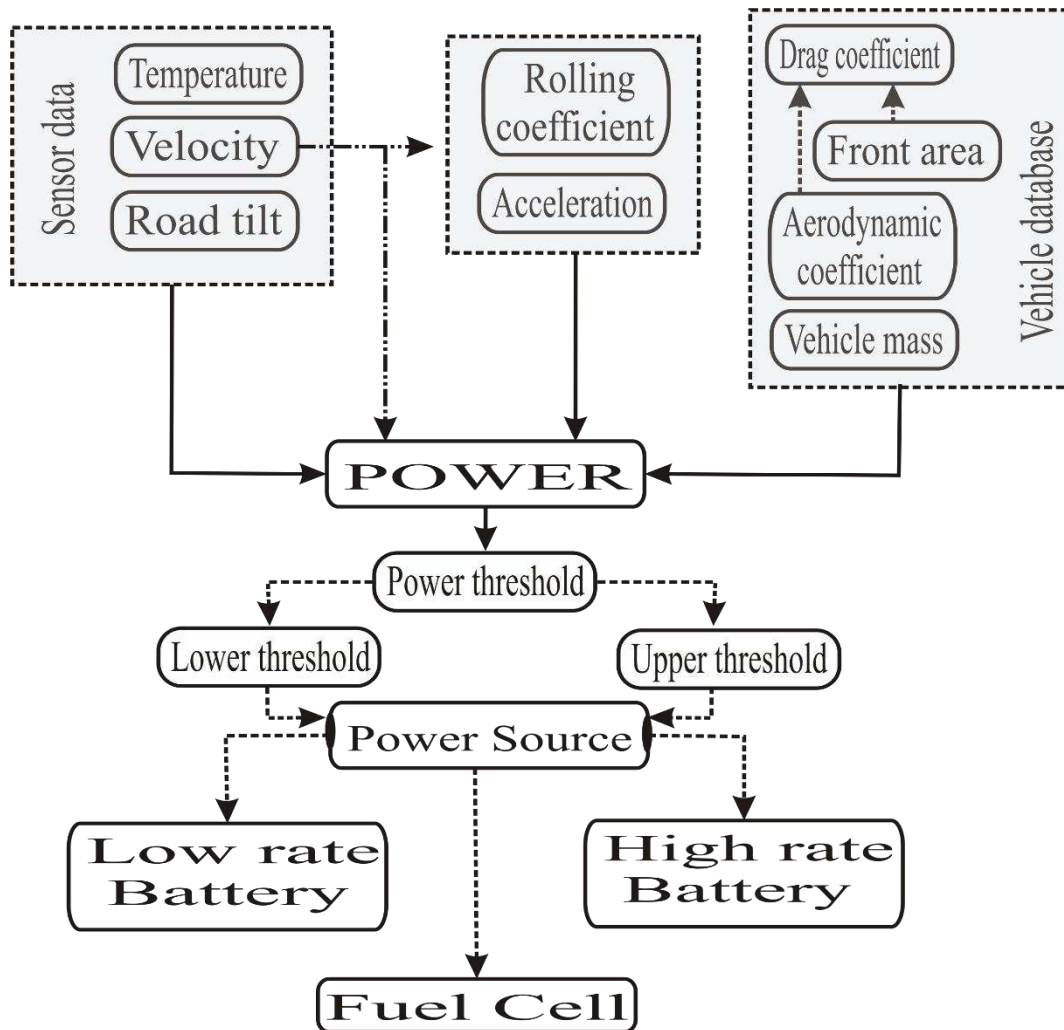 Sensor data
Temperature
Velocity
Road tilt
Rolling
coefficient
Acceleration
Drag coefficient
Front area
Aerodynamic
coefficient
Vehicle mass
Vehicle database
POWER
Power threshold
Lower threshold
Upper threshold
Power Source
Low rate
Battery
High rate
Battery
Fuel Cell